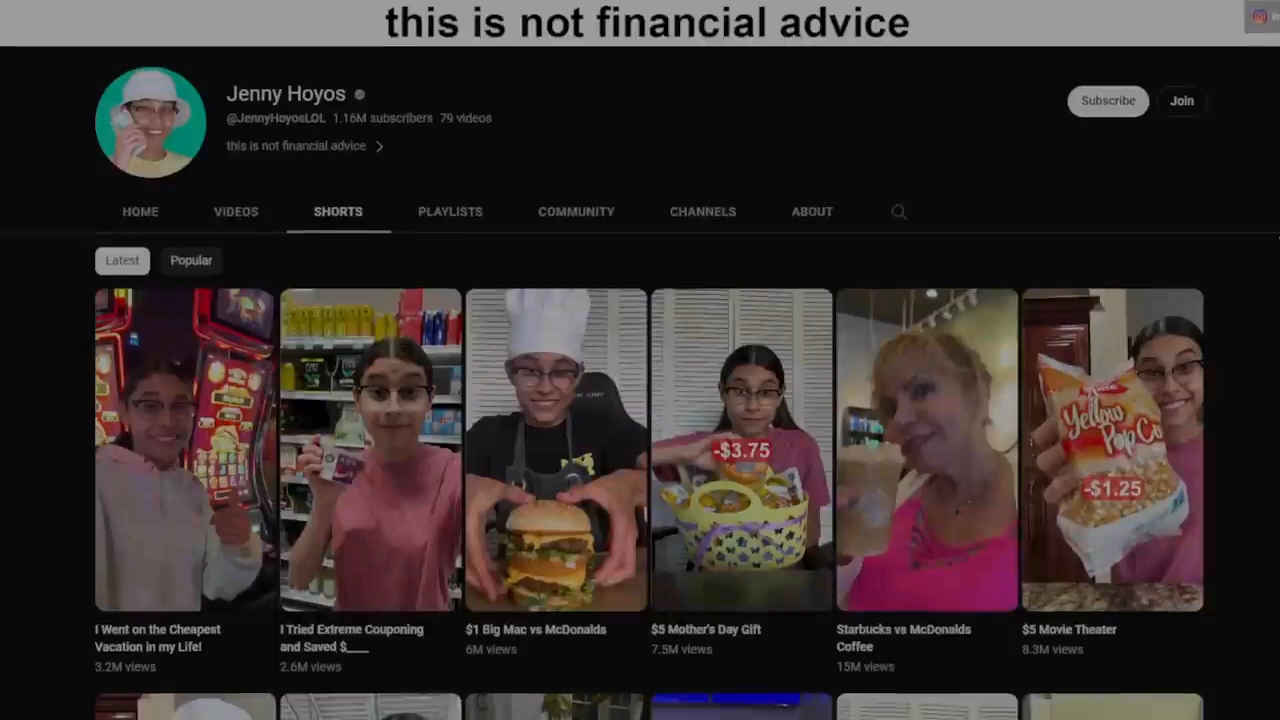 this is not financial advice
Jenny Hoyos
@JennyHoyosLOL 1.16M subscribers 79 videos
this is not financial advice
Subscribe
Join
HOME VIDEOS SHORTS PLAYLISTS COMMUNITY CHANNELS ABOUT
Latest Popular
-$3.75
Yellow
Pop Co
-$1.25
I Went on the Cheapest
Vacation in my Life!
3.2M views
I Tried Extreme Couponing
and Saved $____
2.6M views
$1 Big Mac vs McDonalds
6M views
$5 Mother's Day Gift
7.5M views
Starbucks vs McDonalds
Coffee
15M views
$5 Movie Theater
8.3M views